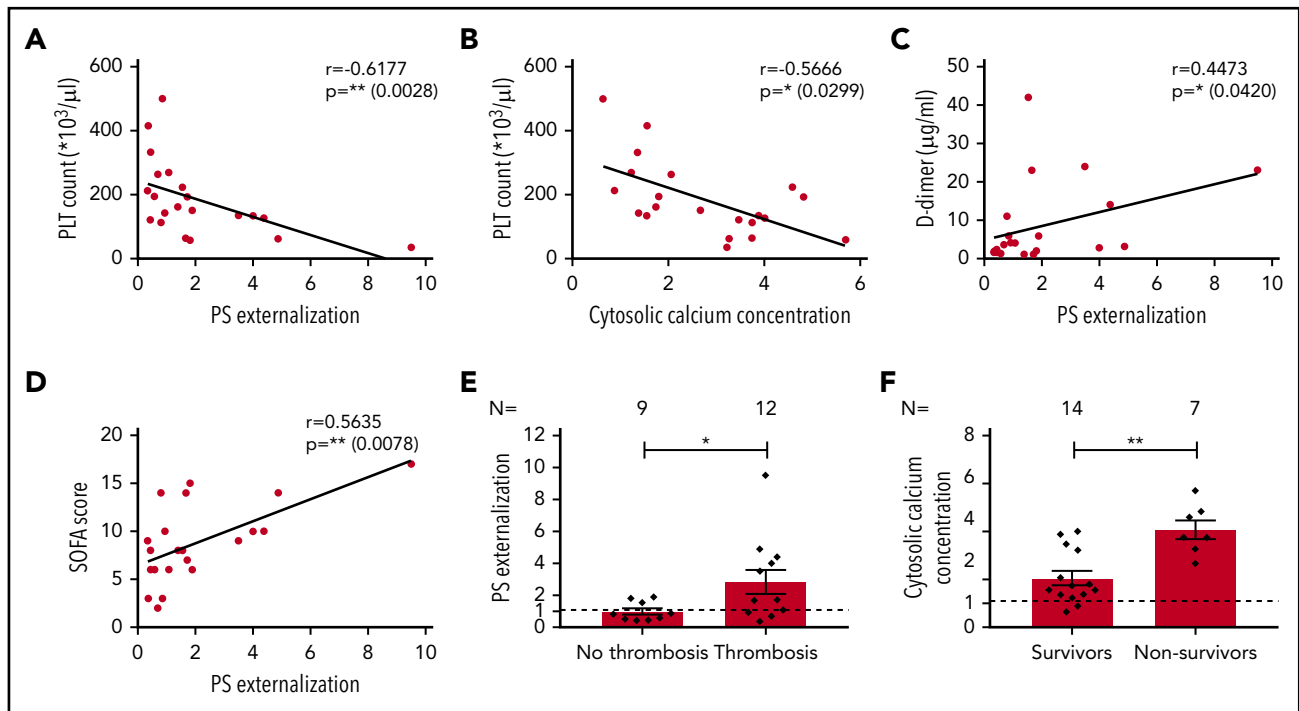 A
r=-0.6177
p=** (0.0028)
PLT count (*10³/µl)
600
400
200
0
0 2 4 6 8 10
PS externalization
B
r=-0.5666
p=* (0.0299)
PLT count (*10³/µl)
600
400
200
0
0 2 4 6
Cytosolic calcium concentration
C
r=0.4473
p=* (0.0420)
D-dimer (µg/ml)
50
40
30
20
10
0
0 2 4 6 8 10
PS externalization
D
r=0.5635
p=** (0.0078)
SOFA score
20
15
10
5
0
0 2 4 6 8 10
PS externalization
E
N= 9 12
*
PS externalization
12
10
8
6
4
2
1
0
No thrombosis Thrombosis
F
N= 14 7
**
Cytosolic calcium
concentration
8
6
4
2
1
0
Survivors Non-survivors